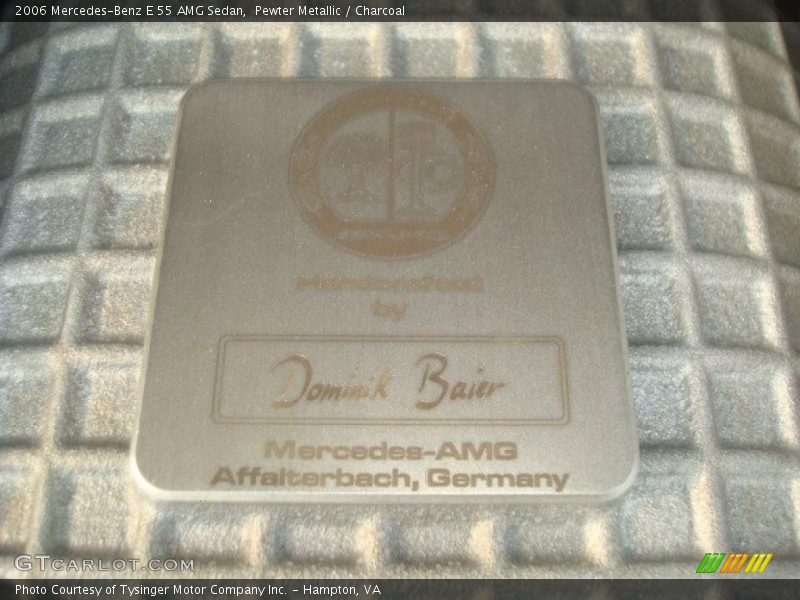 2006 Mercedes-Benz E 55 AMG Sedan,  Pewter Metallic / Charcoal
Handcrafted
by
Dominik Baier
Mercedes-AMG
Affalterbach, Germany
GTCARLOT.COM
Photo Courtesy of Tysinger Motor Company Inc. - Hampton, VA